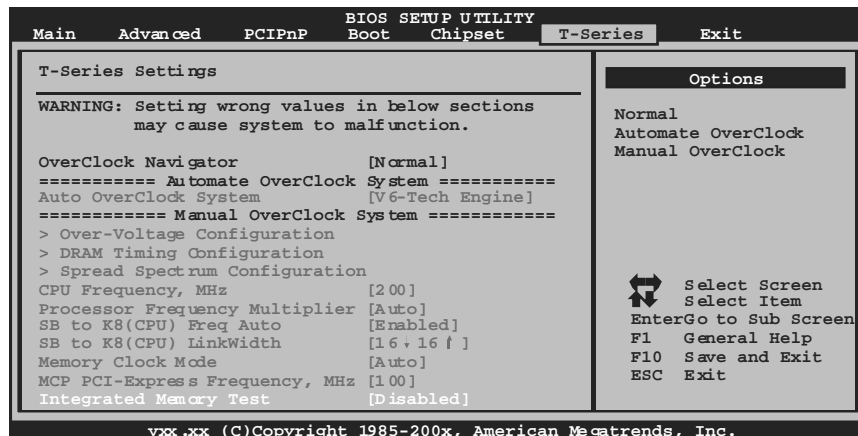 BIOS SETUP UTILITY
Main Advanced PCIPnP Boot Chipset T-Series Exit
T-Series Settings
WARNING: Setting wrong values in below sections
may cause system to malfunction.
OverClock Navigator [Normal]
=========== Automate OverClock System ===========
Auto OverClock System [V6-Tech Engine]
============ Manual OverClock System ============
> Over-Voltage Configuration
> DRAM Timing Configuration
> Spread Spectrum Configuration
CPU Frequency, MHz [200]
Processor Frequency Multiplier [Auto]
SB to K8(CPU) Freq Auto [Enabled]
SB to K8(CPU) LinkWidth [16↓ 16↑]
Memory Clock Mode [Auto]
MCP PCI-Express Frequency, MHz [100]
Integrated Memory Test [Disabled]
Options
Normal
Automate OverClock
Manual OverClock
Select Screen
Select Item
EnterGo to Sub Screen
F1 General Help
F10 Save and Exit
ESC Exit
vxx.xx (C)Copyright 1985-200x, American Megatrends, Inc.